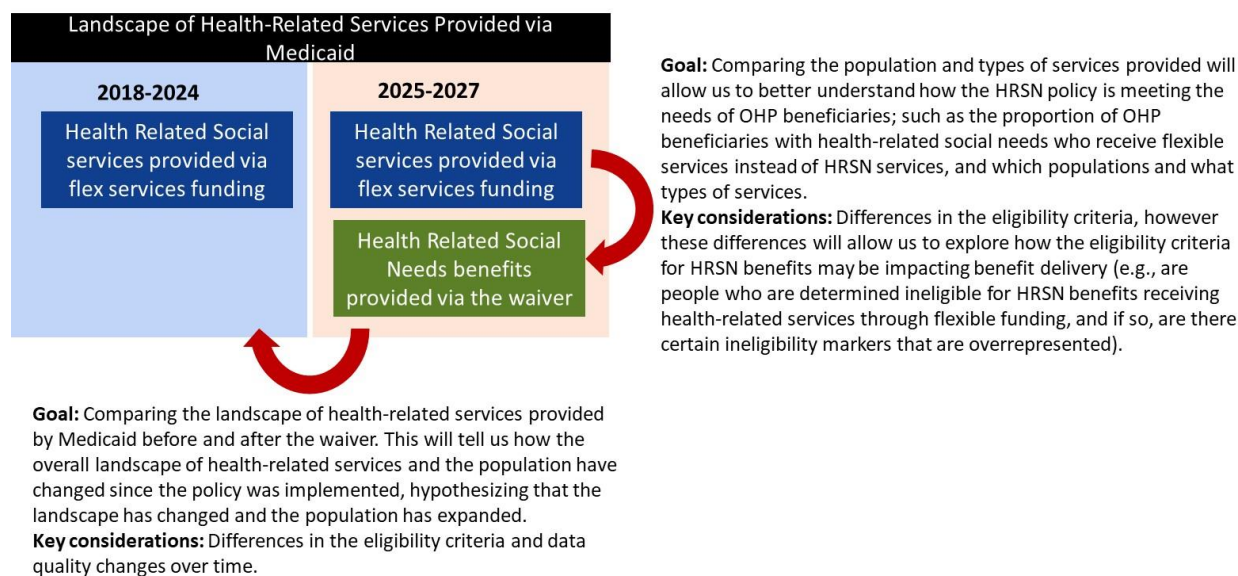 Landscape of Health-Related Services Provided via
Medicaid
2018-2024
Health Related Social
services provided via
flex services funding
2025-2027
Health Related Social
services provided via
flex services funding
Health Related Social
Needs benefits
provided via the waiver
Goal: Comparing the population and types of services provided will
allow us to better understand how the HRSN policy is meeting the
needs of OHP beneficiaries; such as the proportion of OHP
beneficiaries with health-related social needs who receive flexible
services instead of HRSN services, and which populations and what
types of services.
Key considerations: Differences in the eligibility criteria, however
these differences will allow us to explore how the eligibility criteria
for HRSN benefits may be impacting benefit delivery (e.g., are
people who are determined ineligible for HRSN benefits receiving
health-related services through flexible funding, and if so, are there
certain ineligibility markers that are overrepresented).
Goal: Comparing the landscape of health-related services provided
by Medicaid before and after the waiver. This will tell us how the
overall landscape of health-related services and the population have
changed since the policy was implemented, hypothesizing that the
landscape has changed and the population has expanded.
Key considerations: Differences in the eligibility criteria and data
quality changes over time.